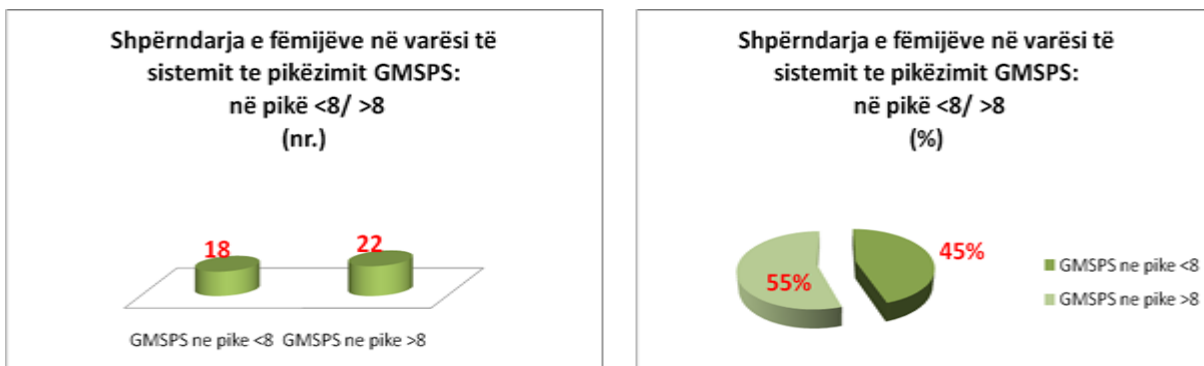 Shpërndarja e fëmijëve në varësi të
sistemit te pikëzimit GMSPS:
në pikë <8/ >8
(nr.)
18
22
GMSPS ne pike <8 GMSPS ne pike >8
Shpërndarja e fëmijëve në varësi të
sistemit te pikëzimit GMSPS:
në pikë <8/ >8
(%)
45%
55%
GMSPS ne pike <8
GMSPS ne pike >8